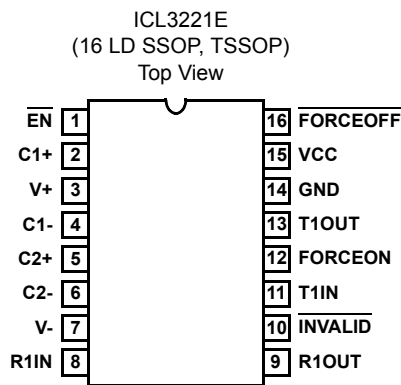 ICL3221E
(16 LD SSOP, TSSOP)
Top View
EN 1 16 FORCEOFF
C1+ 2 15 VCC
V+ 3 14 GND
C1- 4 13 T1OUT
C2+ 5 12 FORCEON
C2- 6 11 T1IN
V- 7 10 INVALID
R1IN 8 9 R1OUT